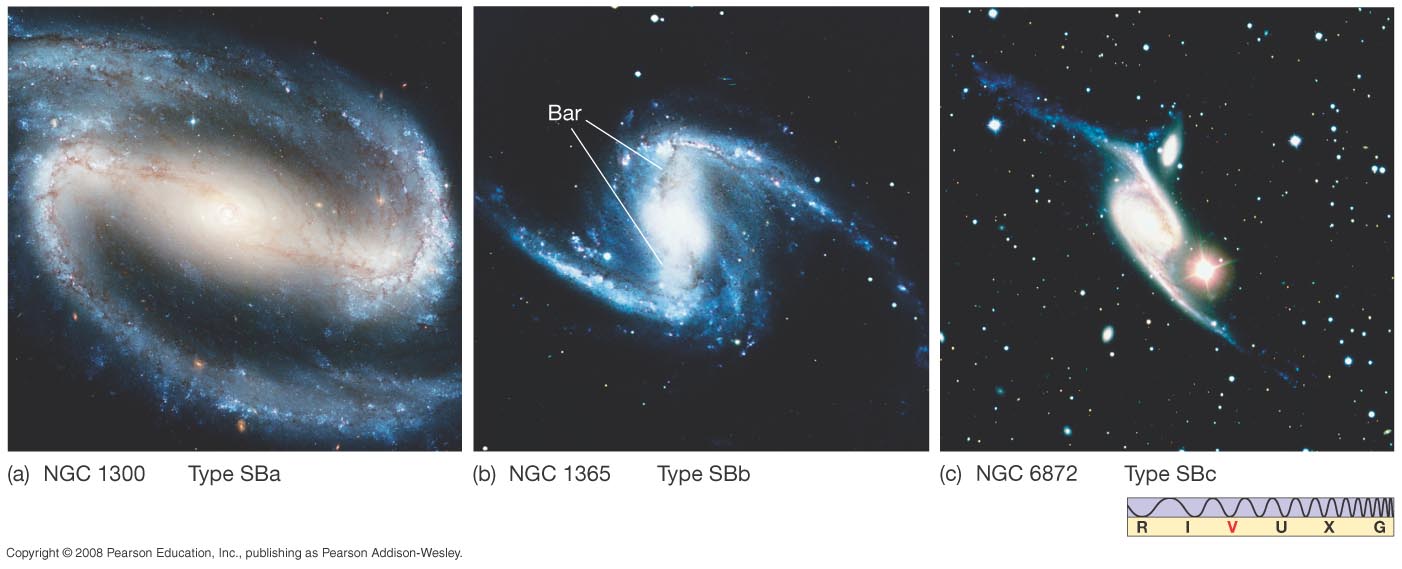 Bar
(a) NGC 1300 Type SBa
(b) NGC 1365 Type SBb
(c) NGC 6872 Type SBc
R I V U X G
Copyright © 2008 Pearson Education, Inc., publishing as Pearson Addison-Wesley.